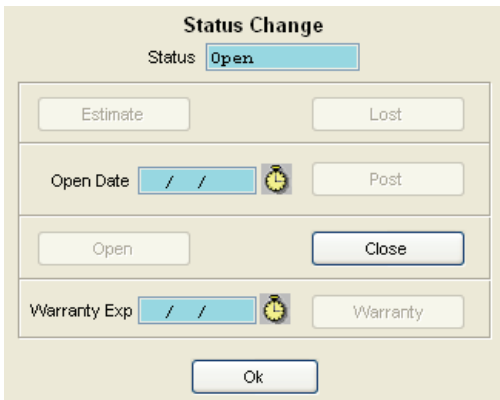 Status Change
Status Open
Estimate Lost
Open Date / / Post
Open Close
Warranty Exp / / Warranty
Ok